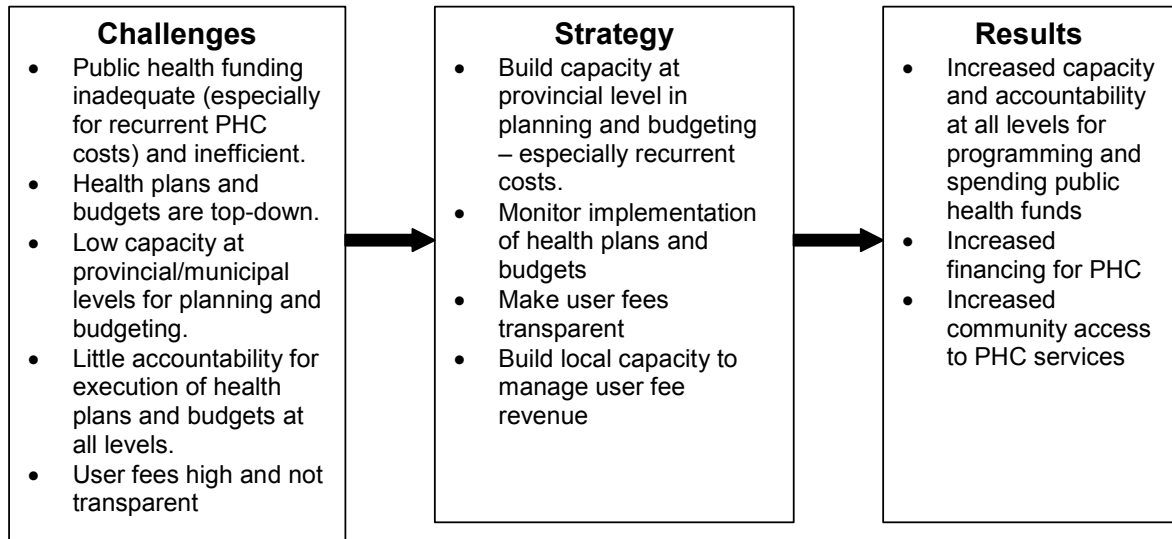 Challenges
• Public health funding
inadequate (especially
for recurrent PHC
costs) and inefficient.
• Health plans and
budgets are top-down.
• Low capacity at
provincial/municipal
levels for planning and
budgeting.
• Little accountability for
execution of health
plans and budgets at
all levels.
• User fees high and not
transparent
Strategy
• Build capacity at
provincial level in
planning and budgeting
– especially recurrent
costs.
• Monitor implementation
of health plans and
budgets
• Make user fees
transparent
• Build local capacity to
manage user fee
revenue
Results
• Increased capacity
and accountability
at all levels for
programming and
spending public
health funds
• Increased
financing for PHC
• Increased
community access
to PHC services